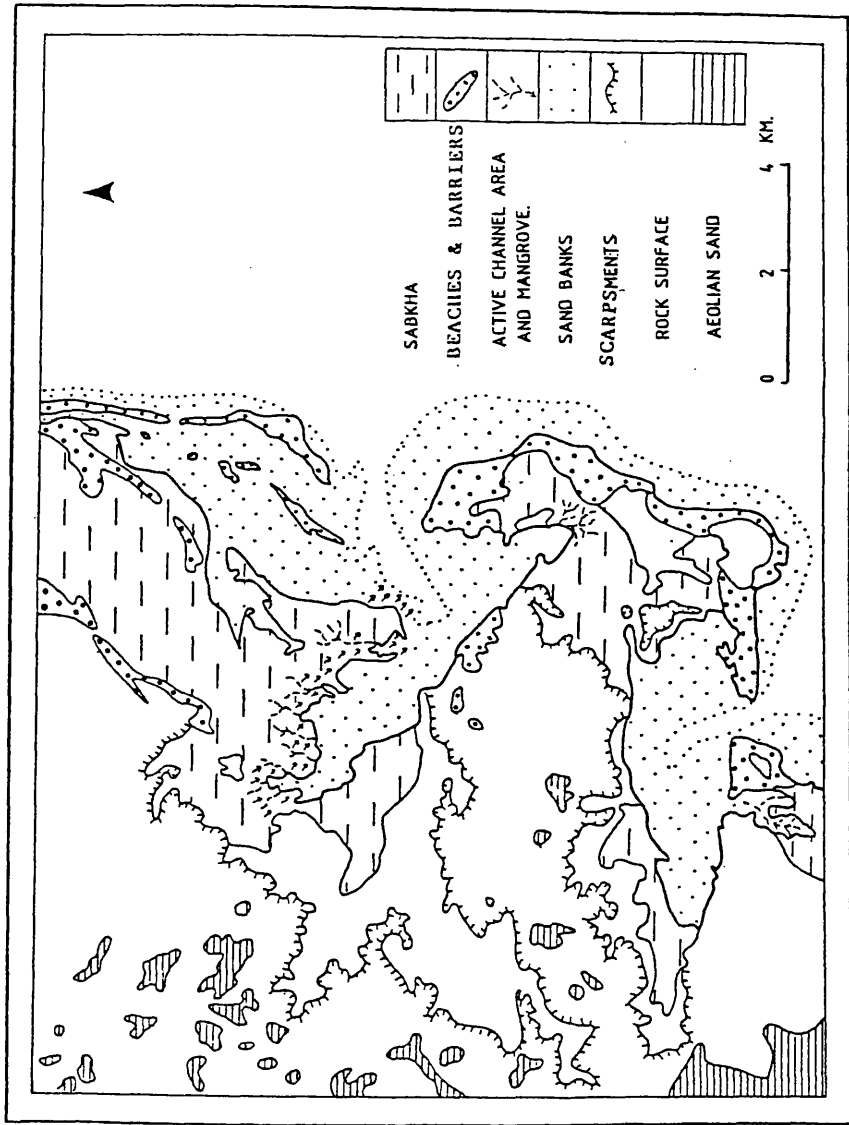 SABKHA
BEACHES & BARRIERS
ACTIVE CHANNEL AREA
AND MANGROVE.
SAND BANKS
SCARPSMENTS
ROCK SURFACE
AEOLIAN SAND
0 2 4 KM.